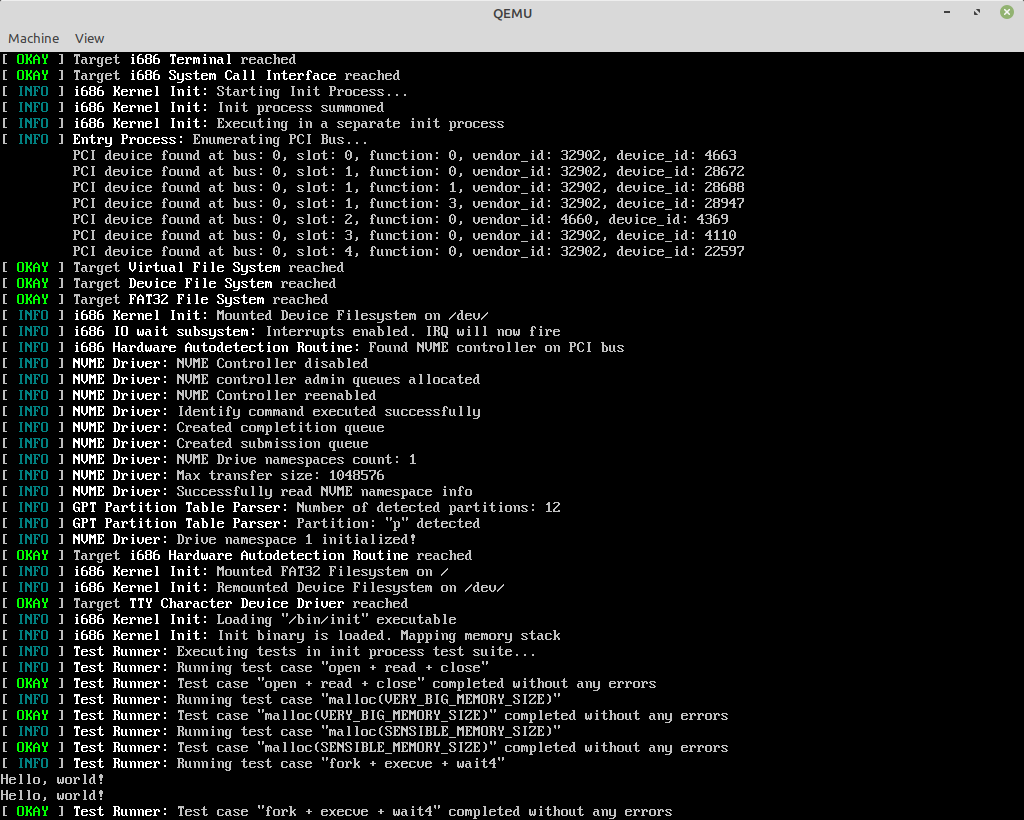 QEMU
Machine View
[ OKAY ] Target i686 Terminal reached
[ OKAY ] Target i686 System Call Interface reached
[ INFO ] i686 Kernel Init: Starting Init Process...
[ INFO ] i686 Kernel Init: Init process summoned
[ INFO ] i686 Kernel Init: Executing in a separate init process
[ INFO ] Entry Process: Enumerating PCI Bus...
PCI device found at bus: 0, slot: 0, function: 0, vendor_id: 32902, device_id: 4663
PCI device found at bus: 0, slot: 1, function: 0, vendor_id: 32902, device_id: 28672
PCI device found at bus: 0, slot: 1, function: 1, vendor_id: 32902, device_id: 28688
PCI device found at bus: 0, slot: 1, function: 3, vendor_id: 32902, device_id: 28947
PCI device found at bus: 0, slot: 2, function: 0, vendor_id: 4660, device_id: 4369
PCI device found at bus: 0, slot: 3, function: 0, vendor_id: 32902, device_id: 4110
PCI device found at bus: 0, slot: 4, function: 0, vendor_id: 32902, device_id: 22597
[ OKAY ] Target Virtual File System reached
[ OKAY ] Target Device File System reached
[ OKAY ] Target FAT32 File System reached
[ INFO ] i686 Kernel Init: Mounted Device Filesystem on /dev/
[ INFO ] i686 IO wait subsystem: Interrupts enabled. IRQ will now fire
[ INFO ] i686 Hardware Autodetection Routine: Found NVME controller on PCI bus
[ INFO ] NVME Driver: NVME Controller disabled
[ INFO ] NVME Driver: NVME controller admin queues allocated
[ INFO ] NVME Driver: NVME Controller reenabled
[ INFO ] NVME Driver: Identify command executed successfully
[ INFO ] NVME Driver: Created completition queue
[ INFO ] NVME Driver: Created submission queue
[ INFO ] NVME Driver: NVME Drive namespaces count: 1
[ INFO ] NVME Driver: Max transfer size: 1048576
[ INFO ] NVME Driver: Successfully read NVME namespace info
[ INFO ] GPT Partition Table Parser: Number of detected partitions: 12
[ INFO ] GPT Partition Table Parser: Partition: "p" detected
[ INFO ] NVME Driver: Drive namespace 1 initialized!
[ OKAY ] Target i686 Hardware Autodetection Routine reached
[ INFO ] i686 Kernel Init: Mounted FAT32 Filesystem on /
[ INFO ] i686 Kernel Init: Remounted Device Filesystem on /dev/
[ OKAY ] Target TTY Character Device Driver reached
[ INFO ] i686 Kernel Init: Loading "/bin/init" executable
[ INFO ] i686 Kernel Init: Init binary is loaded. Mapping memory stack
[ INFO ] Test Runner: Executing tests in init process test suite...
[ INFO ] Test Runner: Running test case "open + read + close"
[ OKAY ] Test Runner: Test case "open + read + close" completed without any errors
[ INFO ] Test Runner: Running test case "malloc(VERY_BIG_MEMORY_SIZE)"
[ OKAY ] Test Runner: Test case "malloc(VERY_BIG_MEMORY_SIZE)" completed without any errors
[ INFO ] Test Runner: Running test case "malloc(SENSIBLE_MEMORY_SIZE)"
[ OKAY ] Test Runner: Test case "malloc(SENSIBLE_MEMORY_SIZE)" completed without any errors
[ INFO ] Test Runner: Running test case "fork + execve + wait4"
Hello, world!
Hello, world!
[ OKAY ] Test Runner: Test case "fork + execve + wait4" completed without any errors